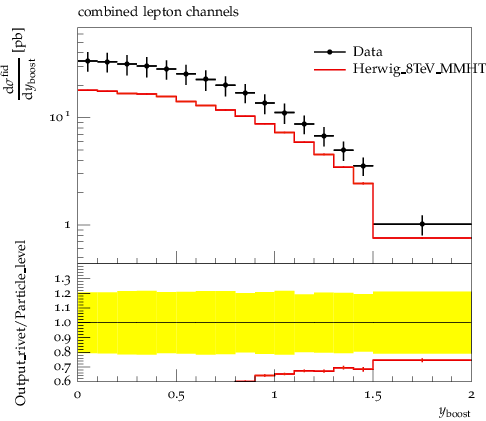 combined lepton channels
dσ^fid
dy_boost [pb]
Data
Herwig_8TeV_MMHT
10^1
1
Output_rivet/Particle_level
1.3
1.2
1.1
1.0
0.9
0.8
0.7
0.6
0 0.5 1 1.5 2
y_boost